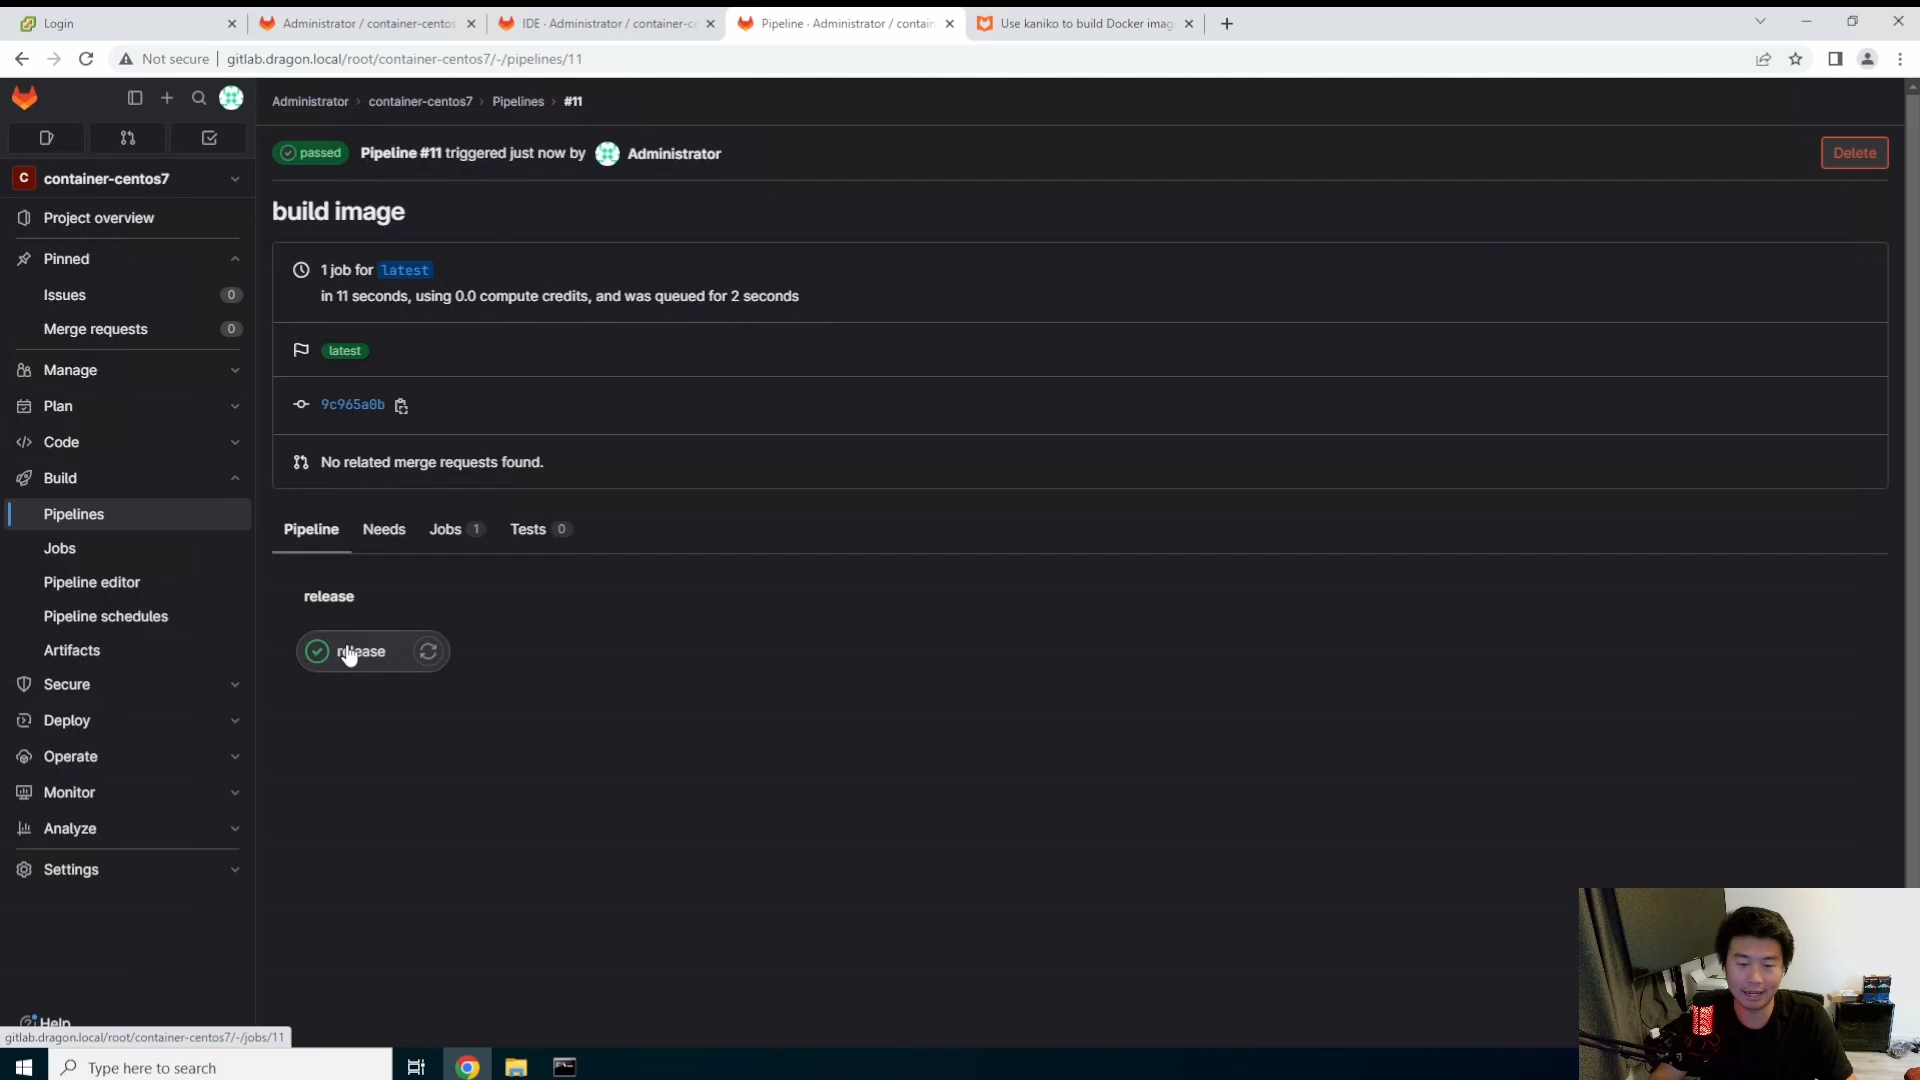 Login
Administrator / container-centos
IDE · Administrator / container-ce
Pipeline · Administrator / contain
Use kaniko to build Docker imag
Not secure
gitlab.dragon.local/root/container-centos7/-/pipelines/11
Administrator › container-centos7 › Pipelines › #11
passed
Pipeline #11 triggered just now by Administrator
Delete
C container-centos7
Project overview
Pinned
Issues 0
Merge requests 0
Manage
Plan
Code
Build
Pipelines
Jobs
Pipeline editor
Pipeline schedules
Artifacts
Secure
Deploy
Operate
Monitor
Analyze
Settings
Help
build image
1 job for latest
in 11 seconds, using 0.0 compute credits, and was queued for 2 seconds
latest
9c965a0b
No related merge requests found.
Pipeline Needs Jobs 1 Tests 0
release
release
gitlab.dragon.local/root/container-centos7/-/jobs/11
Type here to search